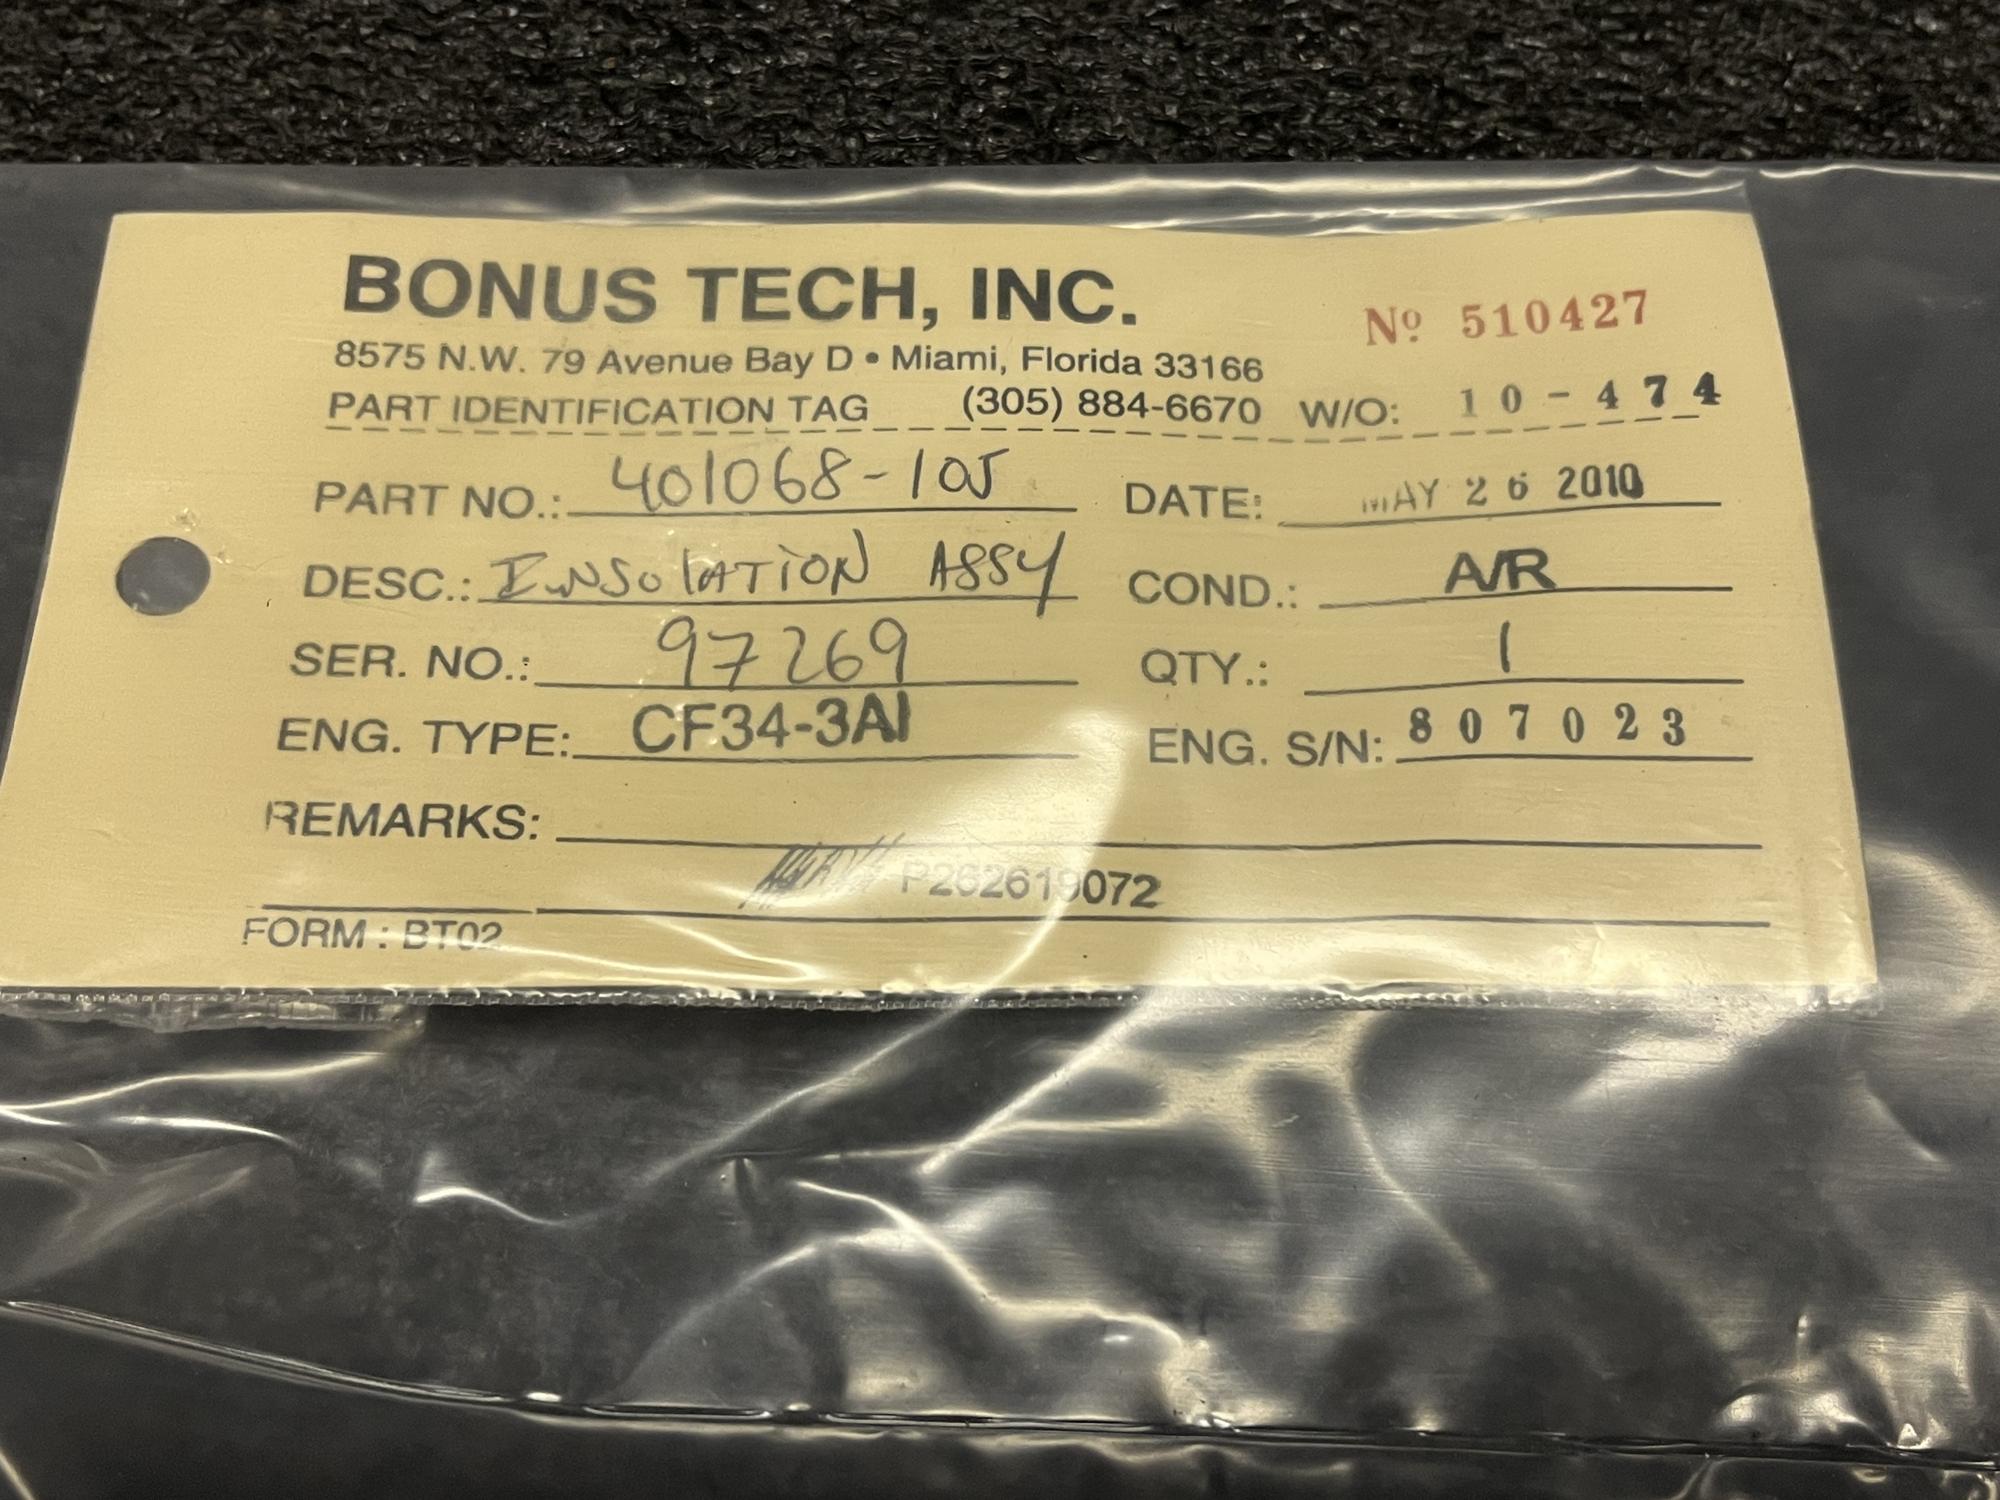 BONUS TECH, INC.
Nº 510427
8575 N.W. 79 Avenue Bay D • Miami, Florida 33166
PART IDENTIFICATION TAG (305) 884-6670 W/O: 10-474
PART NO.: 401068-105 DATE: MAY 26 2010
DESC.: INSOlATION ASSY COND.: A/R
SER. NO.: 97269 QTY.: 1
ENG. TYPE: CF34-3A1 ENG. S/N: 807023
REMARKS:
P262619072
FORM : BT02